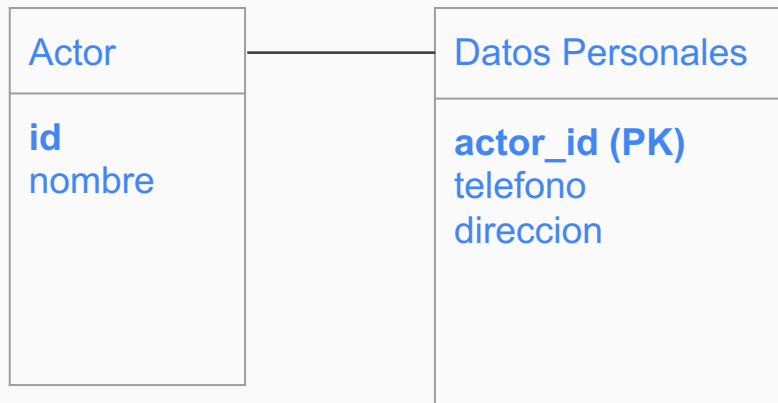 Actor
id
nombre
Datos Personales
actor_id (PK)
telefono
direccion